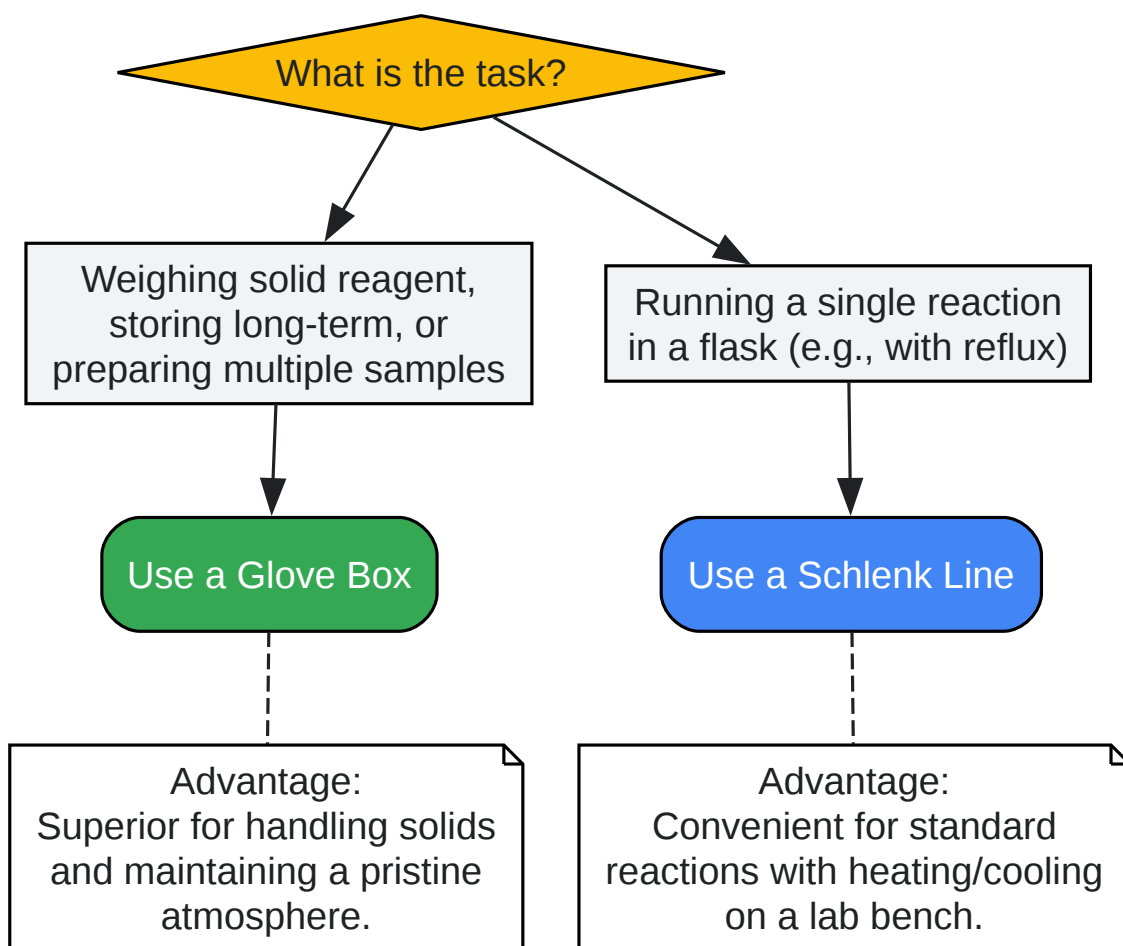 What is the task?
Weighing solid reagent,
storing long-term, or
preparing multiple samples
Running a single reaction
in a flask (e.g., with reflux)
Use a Glove Box
Use a Schlenk Line
Advantage:
Superior for handling solids
and maintaining a pristine
atmosphere.
Advantage:
Convenient for standard
reactions with heating/cooling
on a lab bench.